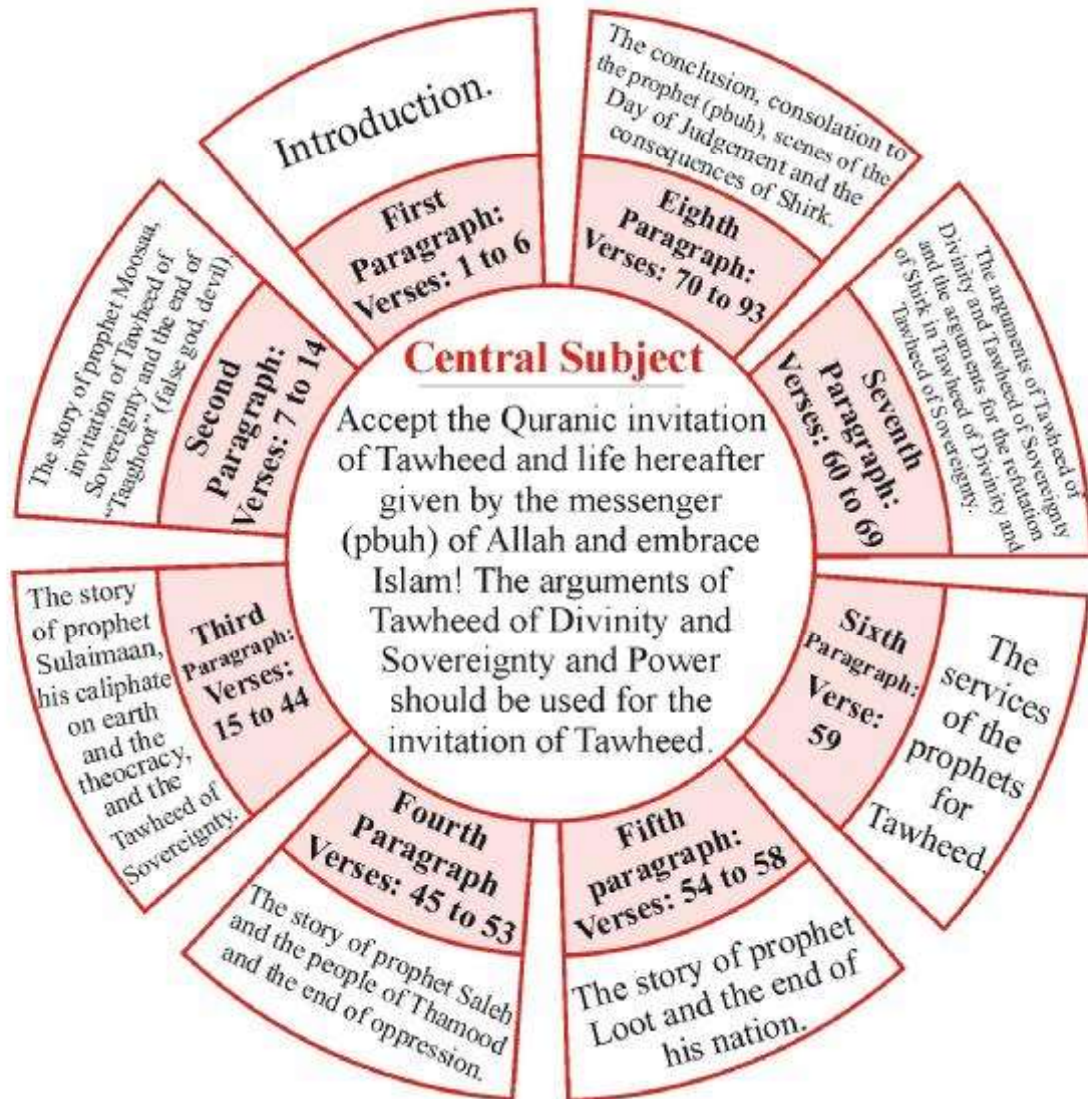 Central Subject
Accept the Quranic invitation
of Tawheed and life hereafter
given by the messenger
(pbuh) of Allah and embrace
Islam! The arguments of
Tawheed of Divinity and
Sovereignty and Power
should be used for the
invitation of Tawheed.
First
Paragraph:
Verses: 1 to 6
Introduction.
Second
Paragraph:
Verses: 7 to 14
The story of prophet Moosaa,
invitation of Tawheed of
Sovereignty and the end of
“Taaghoot” (false god, devil).
Third
Paragraph:
Verses:
15 to 44
The story
of prophet
Sulaimaan,
his caliphate
on earth
and the
theocracy,
and the
Tawheed of
Sovereignty.
Fourth
Paragraph
Verses: 45 to 53
The story of prophet Saleh
and the people of Thamood
and the end of oppression.
Fifth
paragraph:
Verses: 54 to 58
The story of prophet
Loot and the end of
his nation.
Sixth
Paragraph:
Verse:
59
The
services
of the
prophets
for
Tawheed.
Seventh
Paragraph:
Verses: 60 to 69
The arguments of Tawheed of
Divinity and Tawheed of Sovereignty
and the arguments for the refutation
of Shirk in Tawheed of Divinity and
Tawheed of Sovereignty.
Eighth
Paragraph:
Verses: 70 to 93
The conclusion, consolation to
the prophet (pbuh), scenes of the
Day of Judgement and the
consequences of Shirk.